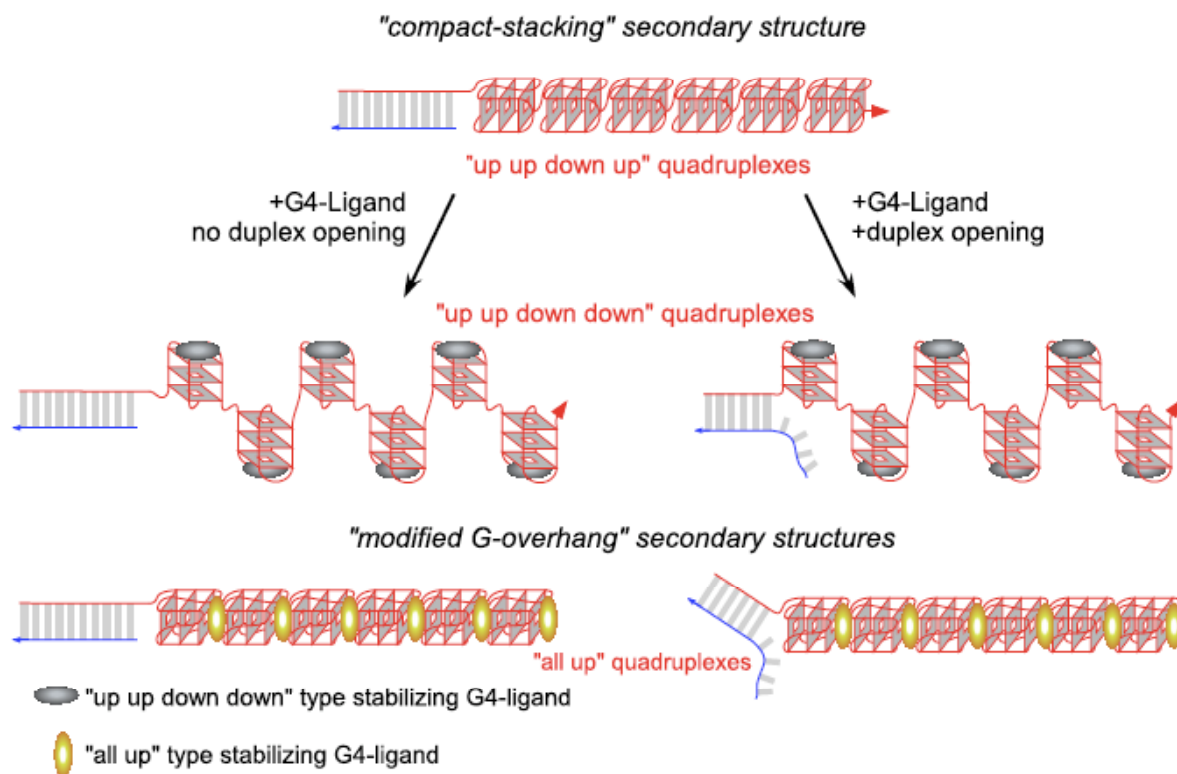 "compact-stacking" secondary structure
"up up down up" quadruplexes
+G4-Ligand
no duplex opening
+G4-Ligand
+duplex opening
"up up down down" quadruplexes
"modified G-overhang" secondary structures
"all up" quadruplexes
"up up down down" type stabilizing G4-ligand
"all up" type stabilizing G4-ligand